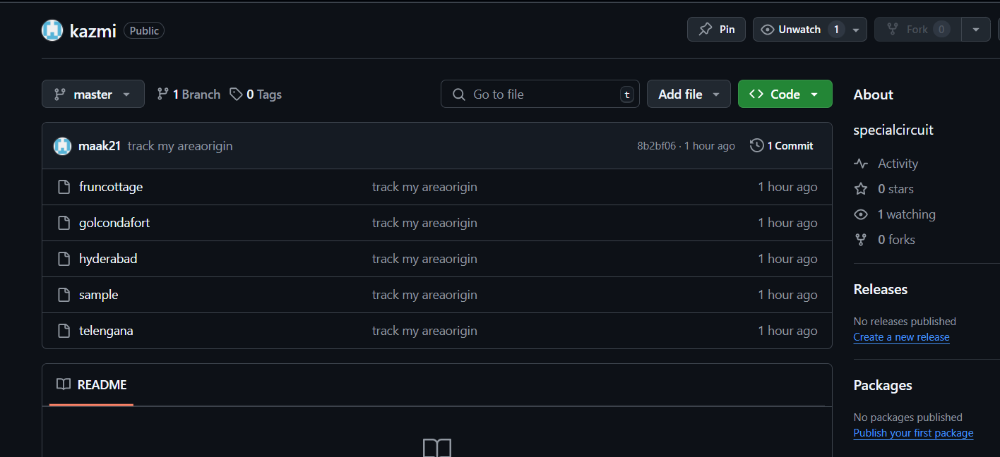 kazmi Public Pin Unwatch 1 Fork 0
master 1 Branch 0 Tags Go to file t Add file Code
About
specialcircuit
maak21 track my areaorigin 8b2bf06 · 1 hour ago 1 Commit
Activity
fruncottage track my areaorigin 1 hour ago
0 stars
golcondafort track my areaorigin 1 hour ago
1 watching
hyderabad track my areaorigin 1 hour ago
0 forks
sample track my areaorigin 1 hour ago
Releases
telengana track my areaorigin 1 hour ago
No releases published
Create a new release
README
Packages
No packages published
Publish your first package